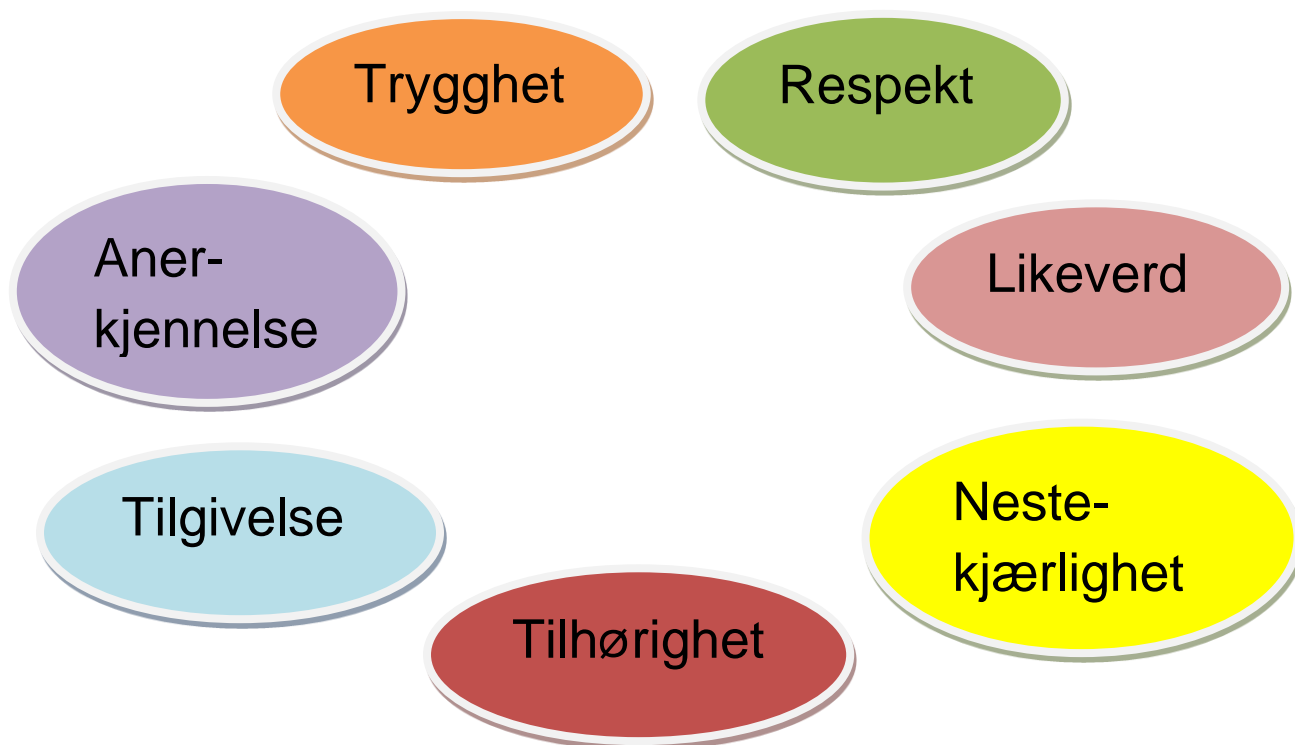 Trygghet
Respekt
Aner-
kjennelse
Likeverd
Tilgivelse
Neste-
kjærlighet
Tilhørighet